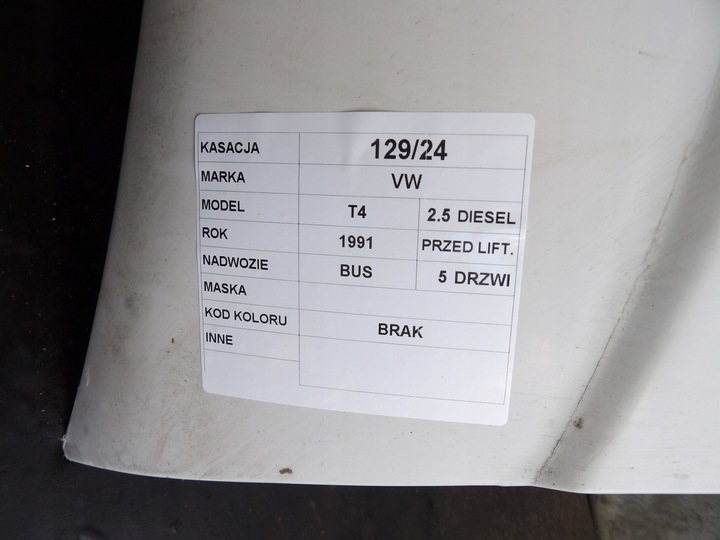 KASACJA 129/24
MARKA VW
MODEL T4 2.5 DIESEL
ROK 1991 PRZED LIFT.
NADWOZIE BUS 5 DRZWI
MASKA
KOD KOLORU BRAK
INNE